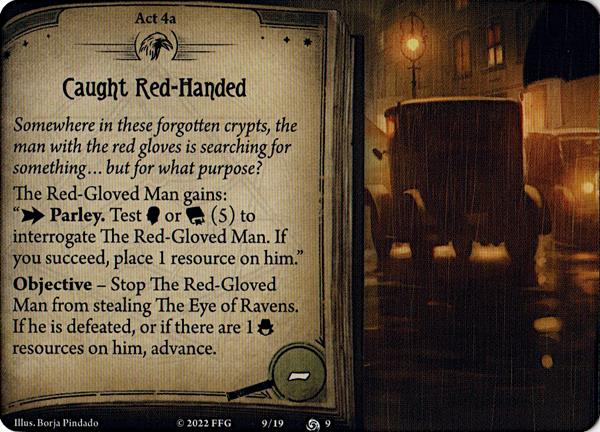 Act 4a
Caught Red-Handed
Somewhere in these forgotten crypts, the
man with the red gloves is searching for
something... but for what purpose?
The Red-Gloved Man gains:
“ Parley. Test or (5) to
interrogate The Red-Gloved Man. If
you succeed, place 1 resource on him.”
Objective – Stop The Red-Gloved
Man from stealing The Eye of Ravens.
If he is defeated, or if there are 1
resources on him, advance.
–
Illus. Borja Pindado © 2022 FFG 9/19 9